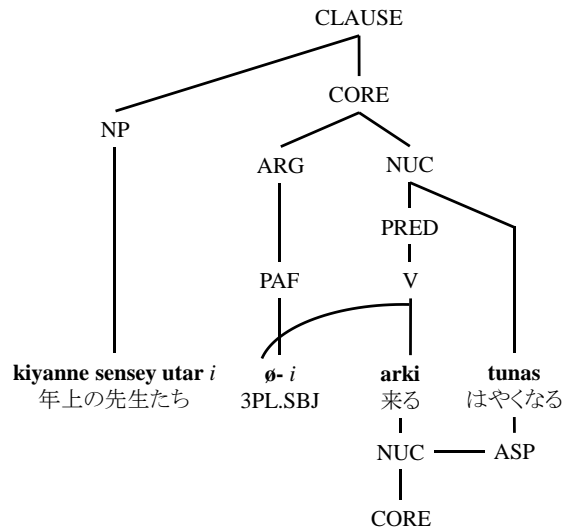 CLAUSE
CORE
NP
ARG NUC
PRED
PAF V
kiyanne sensey utar i ø- i arki tunas
年上の先生たち 3PL.SBJ 来る はやくなる
NUC ASP
CORE